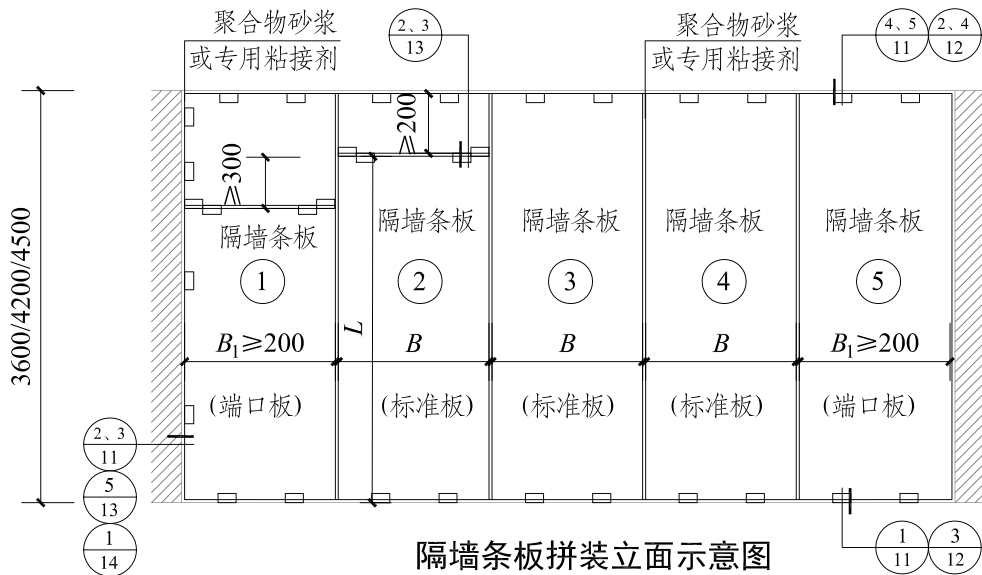 聚合物砂浆
或专用粘接剂
2、3
13
聚合物砂浆
或专用粘接剂
4、5
11
2、4
12
≥200
≥300
3600/4200/4500
隔墙条板
隔墙条板
隔墙条板
隔墙条板
隔墙条板
1
2
3
4
5
L
B₁≥200
B
B
B
B₁≥200
(端口板)
(标准板)
(标准板)
(标准板)
(端口板)
2、3
11
5
13
1
14
1
11
3
12
隔墙条板拼装立面示意图